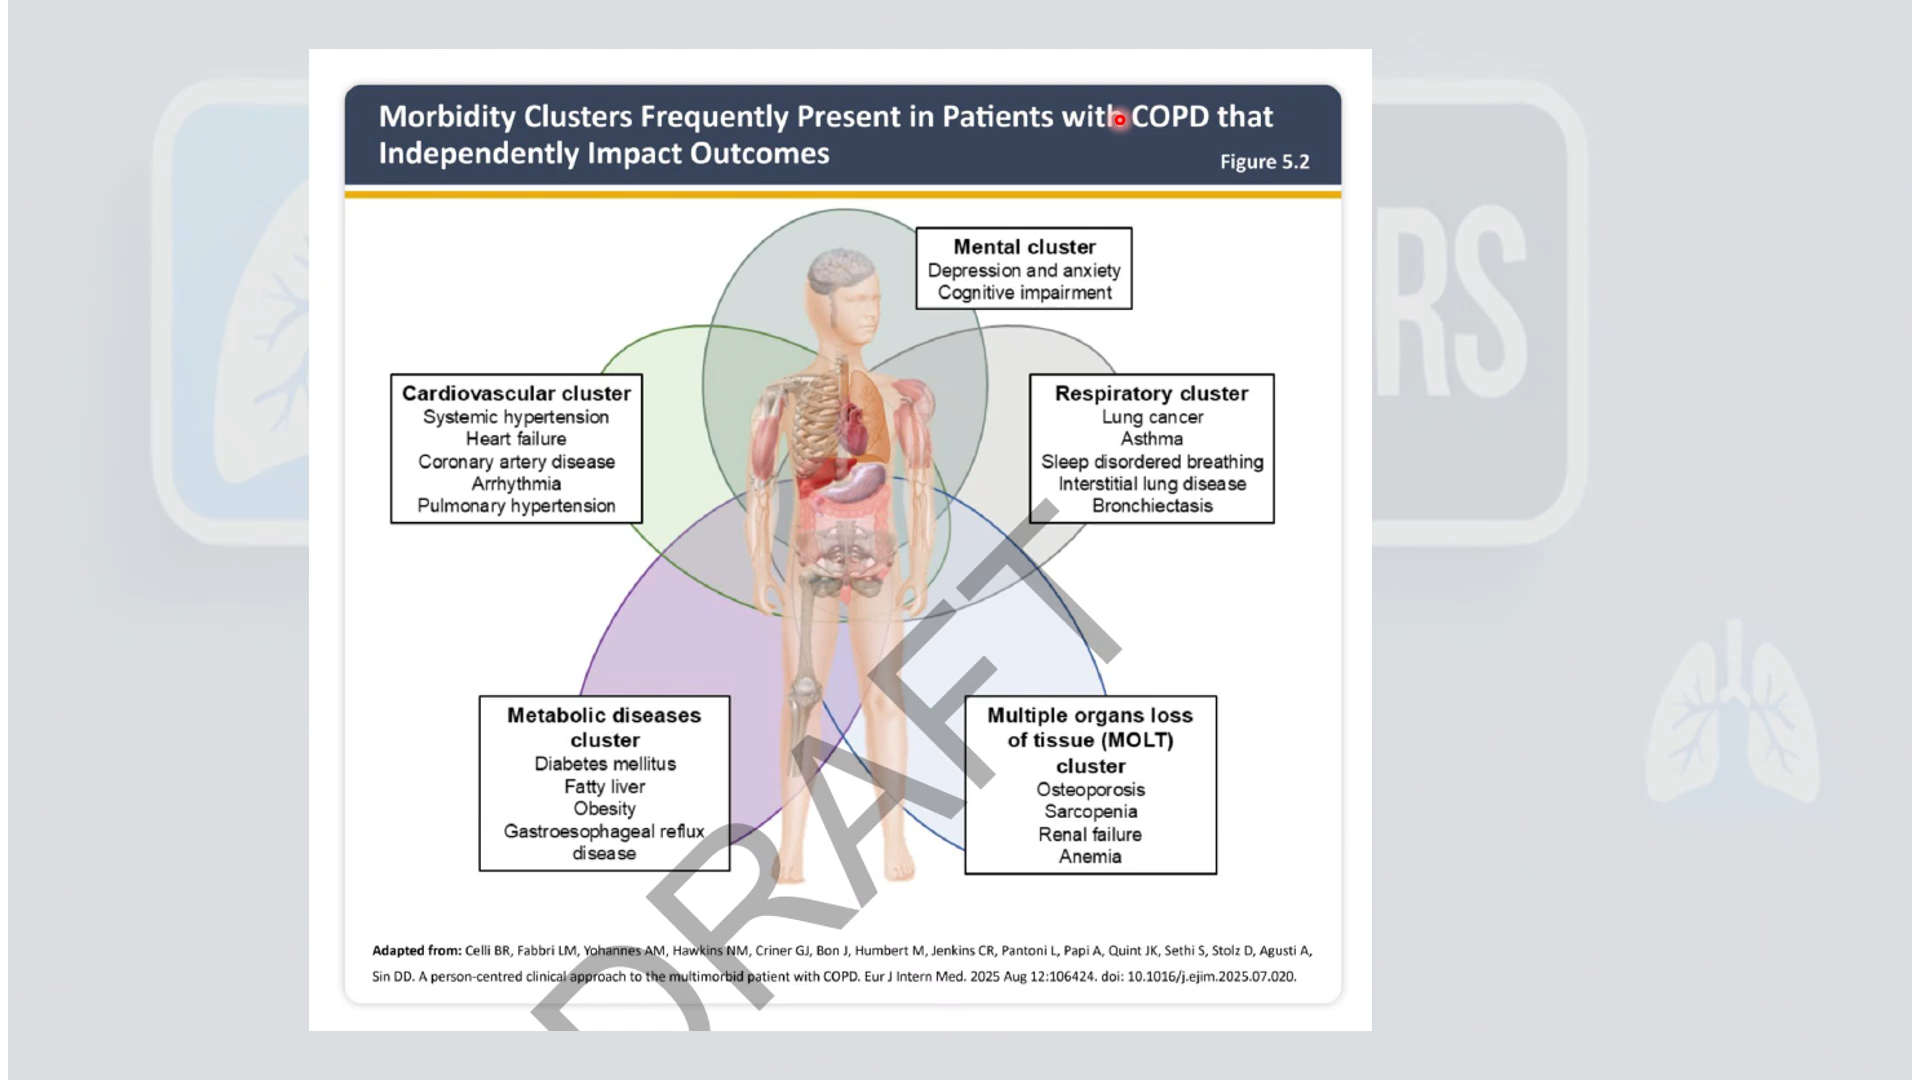 Morbidity Clusters Frequently Present in Patients with COPD that
Independently Impact Outcomes
Figure 5.2
Mental cluster
Depression and anxiety
Cognitive impairment
Cardiovascular cluster
Systemic hypertension
Heart failure
Coronary artery disease
Arrhythmia
Pulmonary hypertension
Respiratory cluster
Lung cancer
Asthma
Sleep disordered breathing
Interstitial lung disease
Bronchiectasis
Metabolic diseases
cluster
Diabetes mellitus
Fatty liver
Obesity
Gastroesophageal reflux
disease
Multiple organs loss
of tissue (MOLT)
cluster
Osteoporosis
Sarcopenia
Renal failure
Anemia
DRAFT
Adapted from: Celli BR, Fabbri LM, Yohannes AM, Hawkins NM, Criner GJ, Bon J, Humbert M, Jenkins CR, Pantoni L, Papi A, Quint JK, Sethi S, Stolz D, Agusti A,
Sin DD. A person-centred clinical approach to the multimorbid patient with COPD. Eur J Intern Med. 2025 Aug 12:106424. doi: 10.1016/j.ejim.2025.07.020.
RS